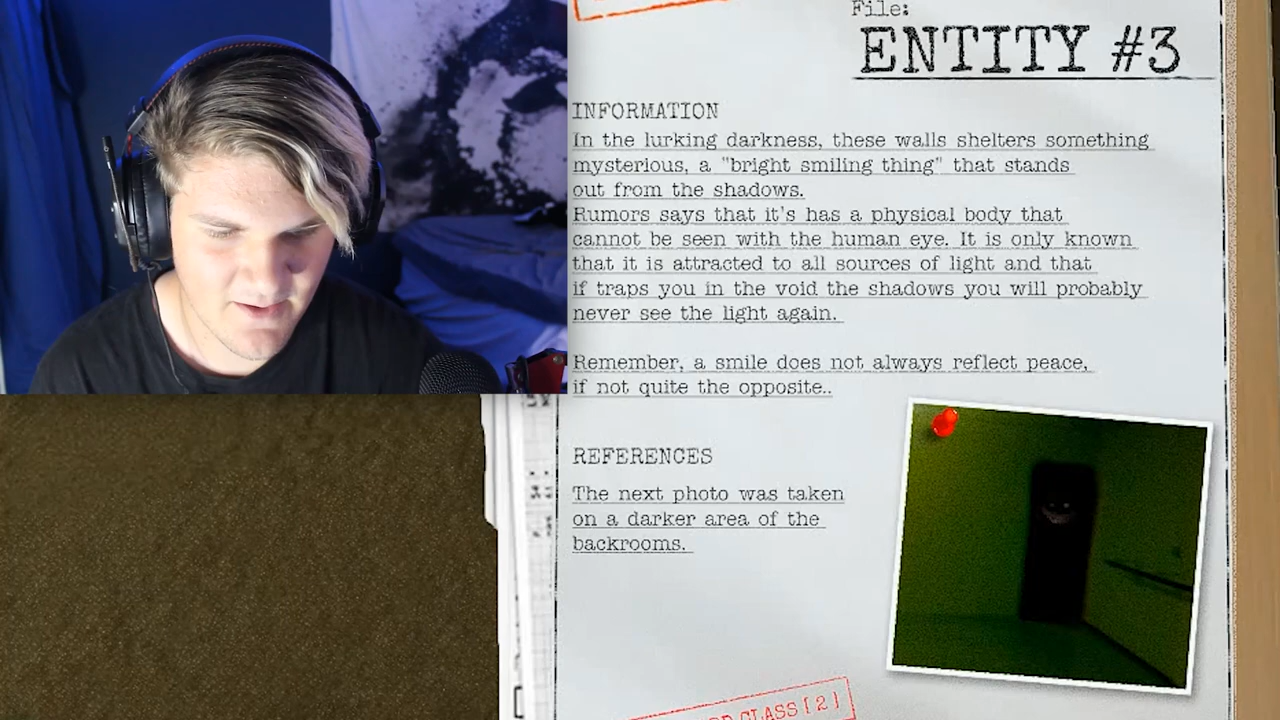 File:
ENTITY #3
INFORMATION
In the lurking darkness, these walls shelters something
mysterious, a "bright smiling thing" that stands
out from the shadows.
Rumors says that it's has a physical body that
cannot be seen with the human eye. It is only known
that it is attracted to all sources of light and that
if traps you in the void the shadows you will probably
never see the light again.
Remember, a smile does not always reflect peace,
if not quite the opposite..
REFERENCES
The next photo was taken
on a darker area of the
backrooms.
CLASS [2]